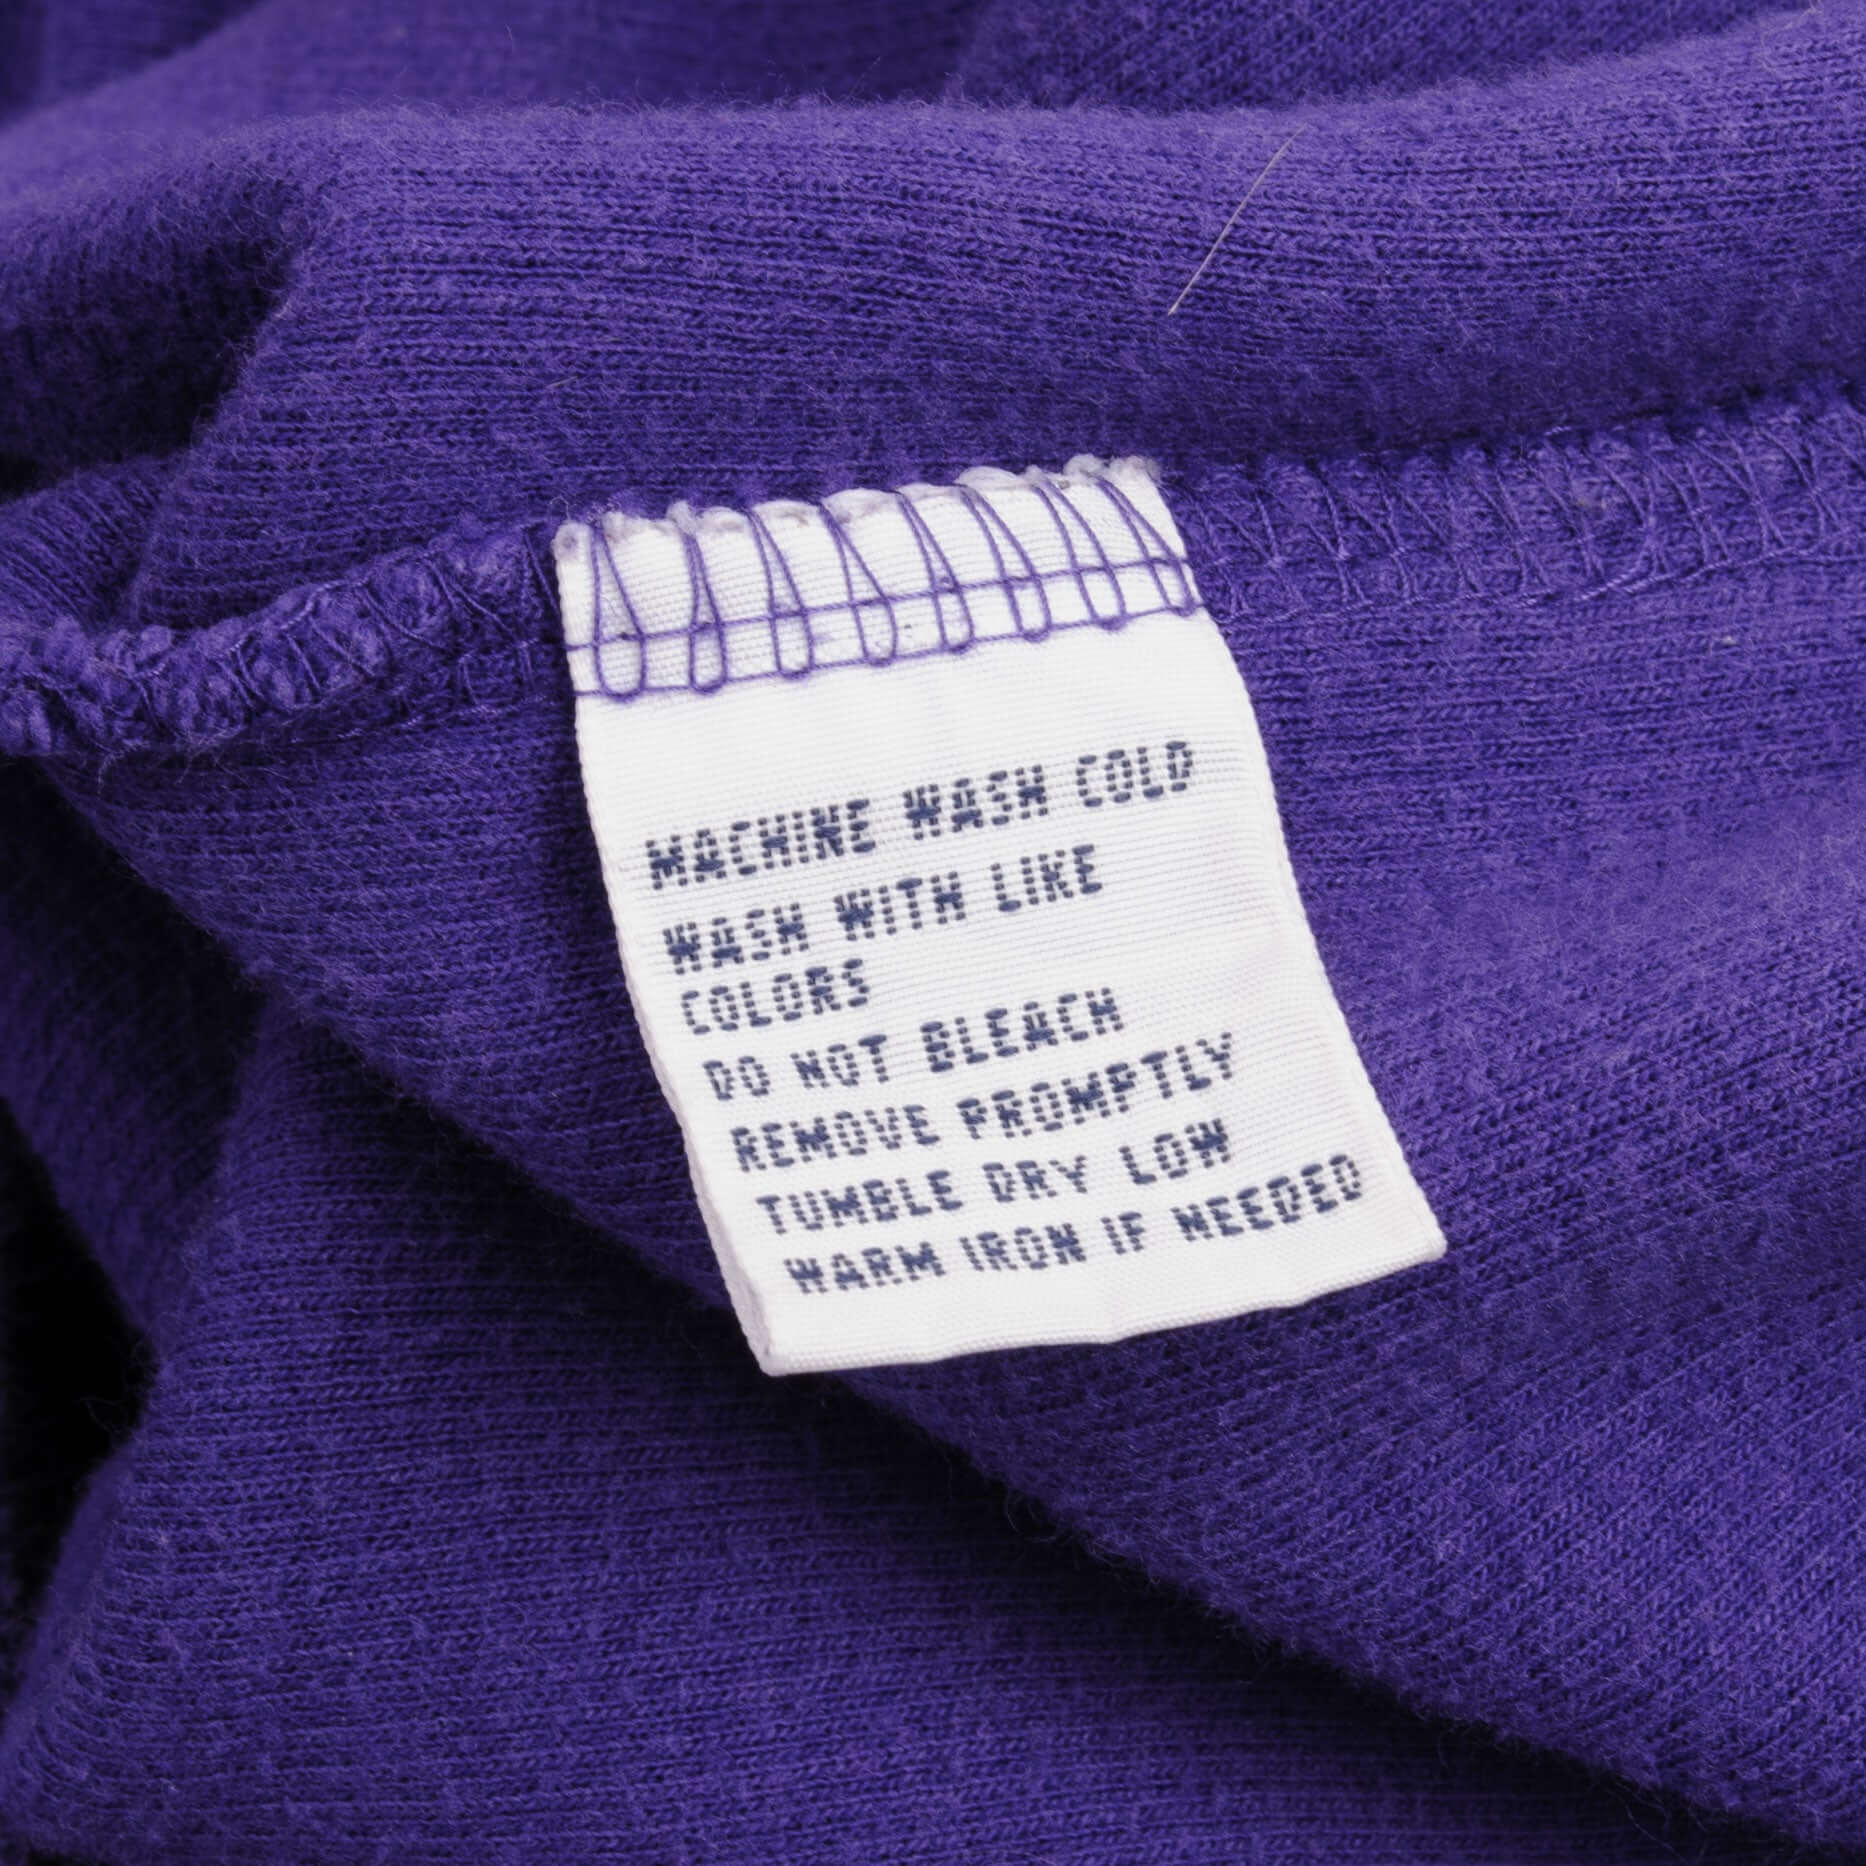 MACHINE WASH COLD
WASH WITH LIKE
COLORS
DO NOT BLEACH
REMOVE PROMPTLY
TUMBLE DRY LOW
WARM IRON IF NEEDED